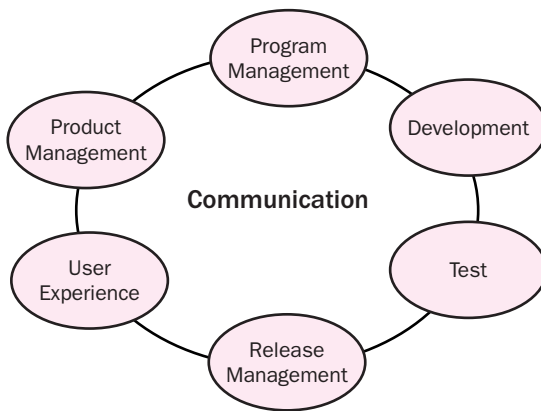 Program
Management
Product
Management
Development
Communication
User
Experience
Test
Release
Management